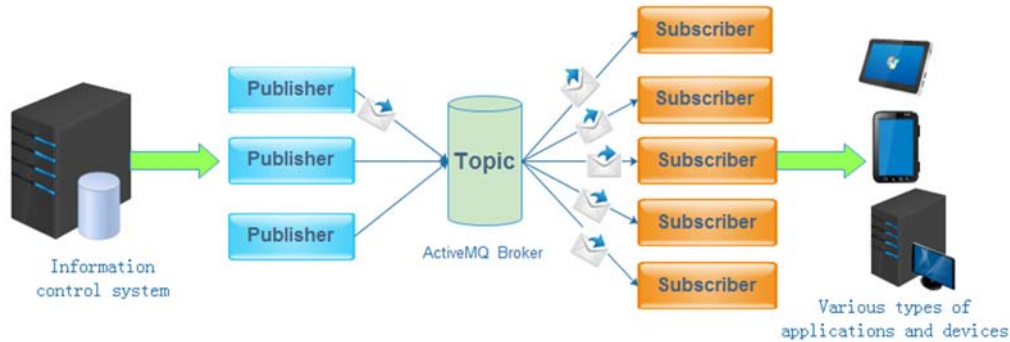 Information
control system
Publisher
Publisher
Publisher
Topic
ActiveMQ Broker
Subscriber
Subscriber
Subscriber
Subscriber
Subscriber
Various types of
applications and devices